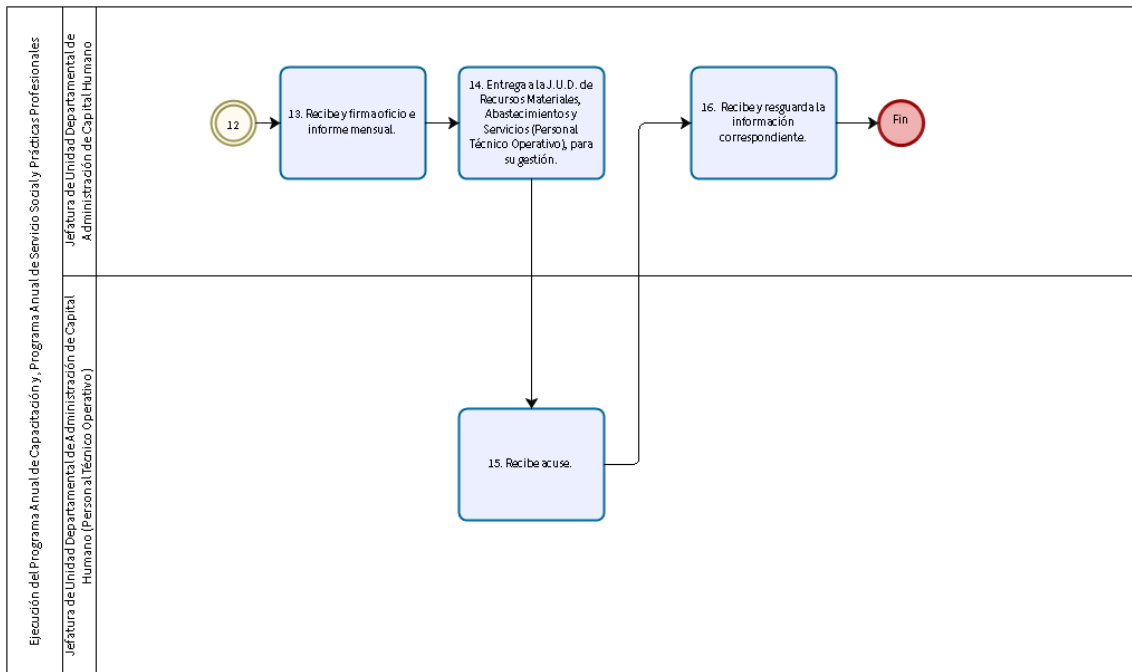 Ejecución del Programa Anual de Capacitación y, Programa Anual de Servicio Social y Prácticas Profesionales
Jefatura de Unidad Departamental de
Administración de Capital Humano
12
13. Recibe y firma oficio e
informe mensual.
14. Entrega a la J.U.D. de
Recursos Materiales,
Abastecimientos y
Servicios (Personal
Técnico Operativo), para
su gestión.
16. Recibe y resguarda la
información
correspondiente.
Fin
Jefatura de Unidad Departamental de Administración de Capital
Humano (Personal Técnico Operativo)
15. Recibe acuse.